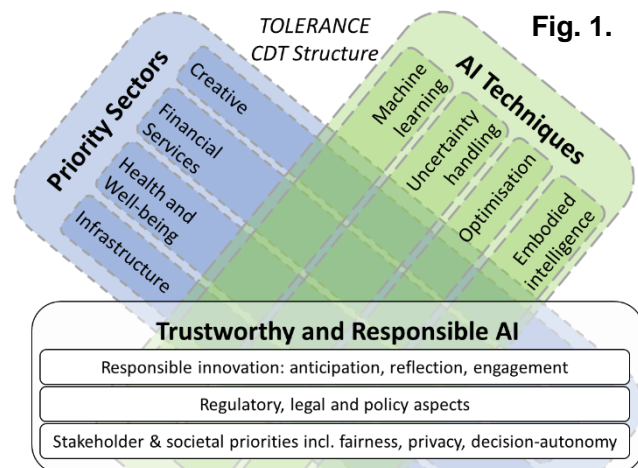 TOLERANCE
CDT Structure
Fig. 1.
Priority Sectors
Creative
Financial
Services
Health and
Well-being
Infrastructure
AI Techniques
Machine
learning
Uncertainty
handling
Optimisation
Embodied
intelligence
Trustworthy and Responsible AI
Responsible innovation: anticipation, reflection, engagement
Regulatory, legal and policy aspects
Stakeholder & societal priorities incl. fairness, privacy, decision-autonomy